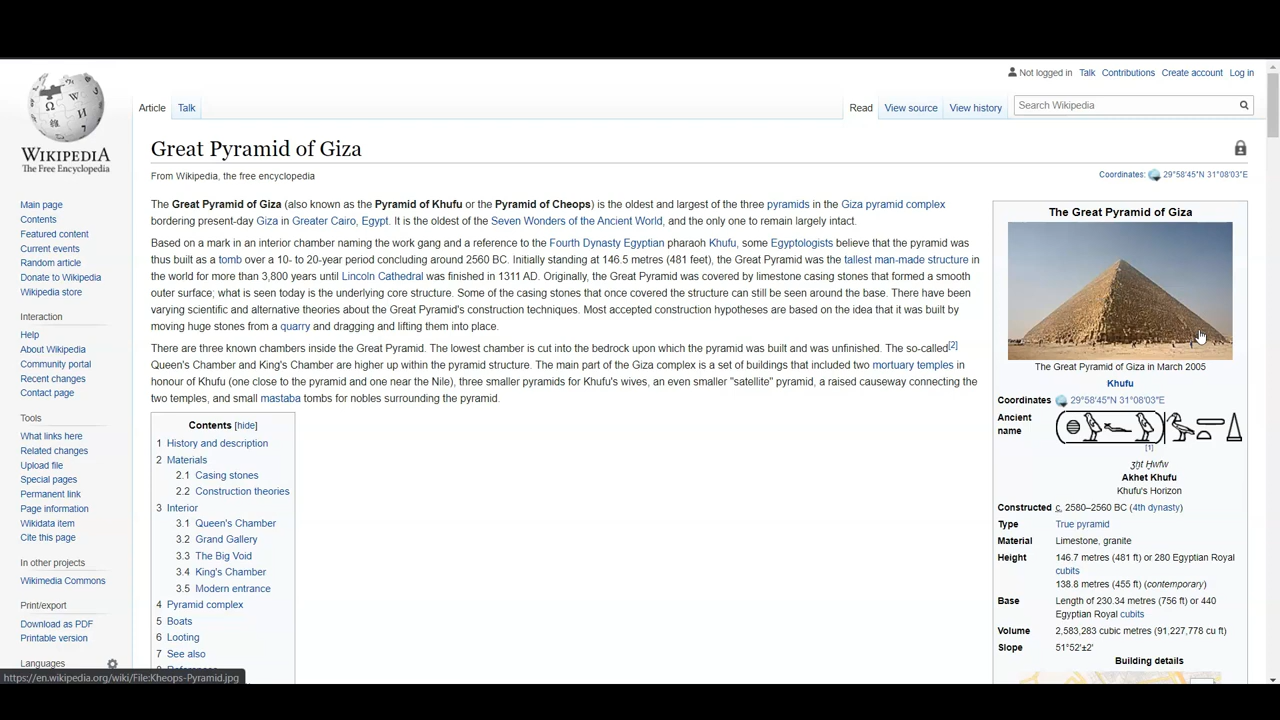 Not logged in Talk Contributions Create account Log in
Article Talk Read View source View history Search Wikipedia
WIKIPEDIA
The Free Encyclopedia
Main page
Contents
Featured content
Current events
Random article
Donate to Wikipedia
Wikipedia store
Interaction
Help
About Wikipedia
Community portal
Recent changes
Contact page
Tools
What links here
Related changes
Upload file
Special pages
Permanent link
Page information
Wikidata item
Cite this page
In other projects
Wikimedia Commons
Print/export
Download as PDF
Printable version
Languages
Great Pyramid of Giza
From Wikipedia, the free encyclopedia
Coordinates: 29°58′45″N 31°08′03″E
The Great Pyramid of Giza (also known as the Pyramid of Khufu or the Pyramid of Cheops) is the oldest and largest of the three pyramids in the Giza pyramid complex
bordering present-day Giza in Greater Cairo, Egypt. It is the oldest of the Seven Wonders of the Ancient World, and the only one to remain largely intact.
Based on a mark in an interior chamber naming the work gang and a reference to the Fourth Dynasty Egyptian pharaoh Khufu, some Egyptologists believe that the pyramid was
thus built as a tomb over a 10- to 20-year period concluding around 2560 BC. Initially standing at 146.5 metres (481 feet), the Great Pyramid was the tallest man-made structure in
the world for more than 3,800 years until Lincoln Cathedral was finished in 1311 AD. Originally, the Great Pyramid was covered by limestone casing stones that formed a smooth
outer surface; what is seen today is the underlying core structure. Some of the casing stones that once covered the structure can still be seen around the base. There have been
varying scientific and alternative theories about the Great Pyramid's construction techniques. Most accepted construction hypotheses are based on the idea that it was built by
moving huge stones from a quarry and dragging and lifting them into place.
There are three known chambers inside the Great Pyramid. The lowest chamber is cut into the bedrock upon which the pyramid was built and was unfinished. The so-called[2]
Queen's Chamber and King's Chamber are higher up within the pyramid structure. The main part of the Giza complex is a set of buildings that included two mortuary temples in
honour of Khufu (one close to the pyramid and one near the Nile), three smaller pyramids for Khufu's wives, an even smaller "satellite" pyramid, a raised causeway connecting the
two temples, and small mastaba tombs for nobles surrounding the pyramid.
Contents [hide]
1 History and description
2 Materials
2.1 Casing stones
2.2 Construction theories
3 Interior
3.1 Queen's Chamber
3.2 Grand Gallery
3.3 The Big Void
3.4 King's Chamber
3.5 Modern entrance
4 Pyramid complex
5 Boats
6 Looting
7 See also
The Great Pyramid of Giza
The Great Pyramid of Giza in March 2005
Khufu
Coordinates 29°58′45″N 31°08′03″E
Ancient
name
[1]
ȝḫt Ḫwfw
Akhet Khufu
Khufu's Horizon
Constructed c. 2580–2560 BC (4th dynasty)
Type True pyramid
Material Limestone, granite
Height 146.7 metres (481 ft) or 280 Egyptian Royal
cubits
138.8 metres (455 ft) (contemporary)
Base Length of 230.34 metres (756 ft) or 440
Egyptian Royal cubits
Volume 2,583,283 cubic metres (91,227,778 cu ft)
Slope 51°52'±2'
Building details
https://en.wikipedia.org/wiki/File:Kheops-Pyramid.jpg